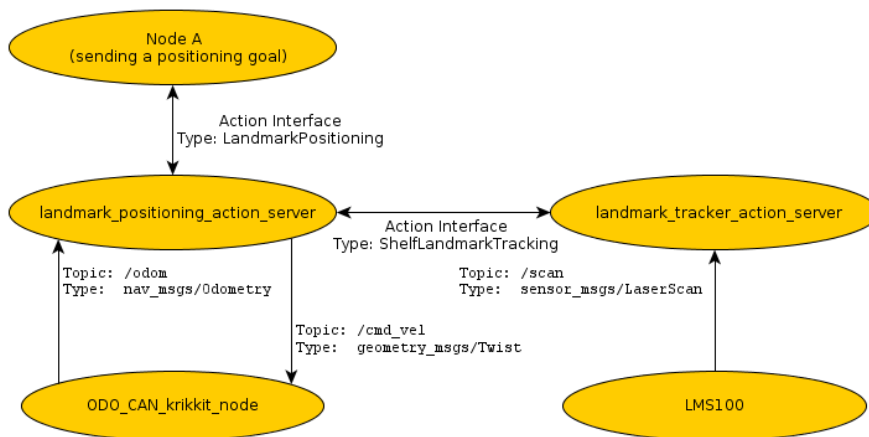 Node A
(sending a positioning goal)
Action Interface
Type: LandmarkPositioning
landmark_positioning_action_server
landmark_tracker_action_server
Action Interface
Type: ShelfLandmarkTracking
Topic: /odom
Type: nav_msgs/Odometry
Topic: /scan
Type: sensor_msgs/LaserScan
Topic: /cmd_vel
Type: geometry_msgs/Twist
ODO_CAN_krikkit_node
LMS100